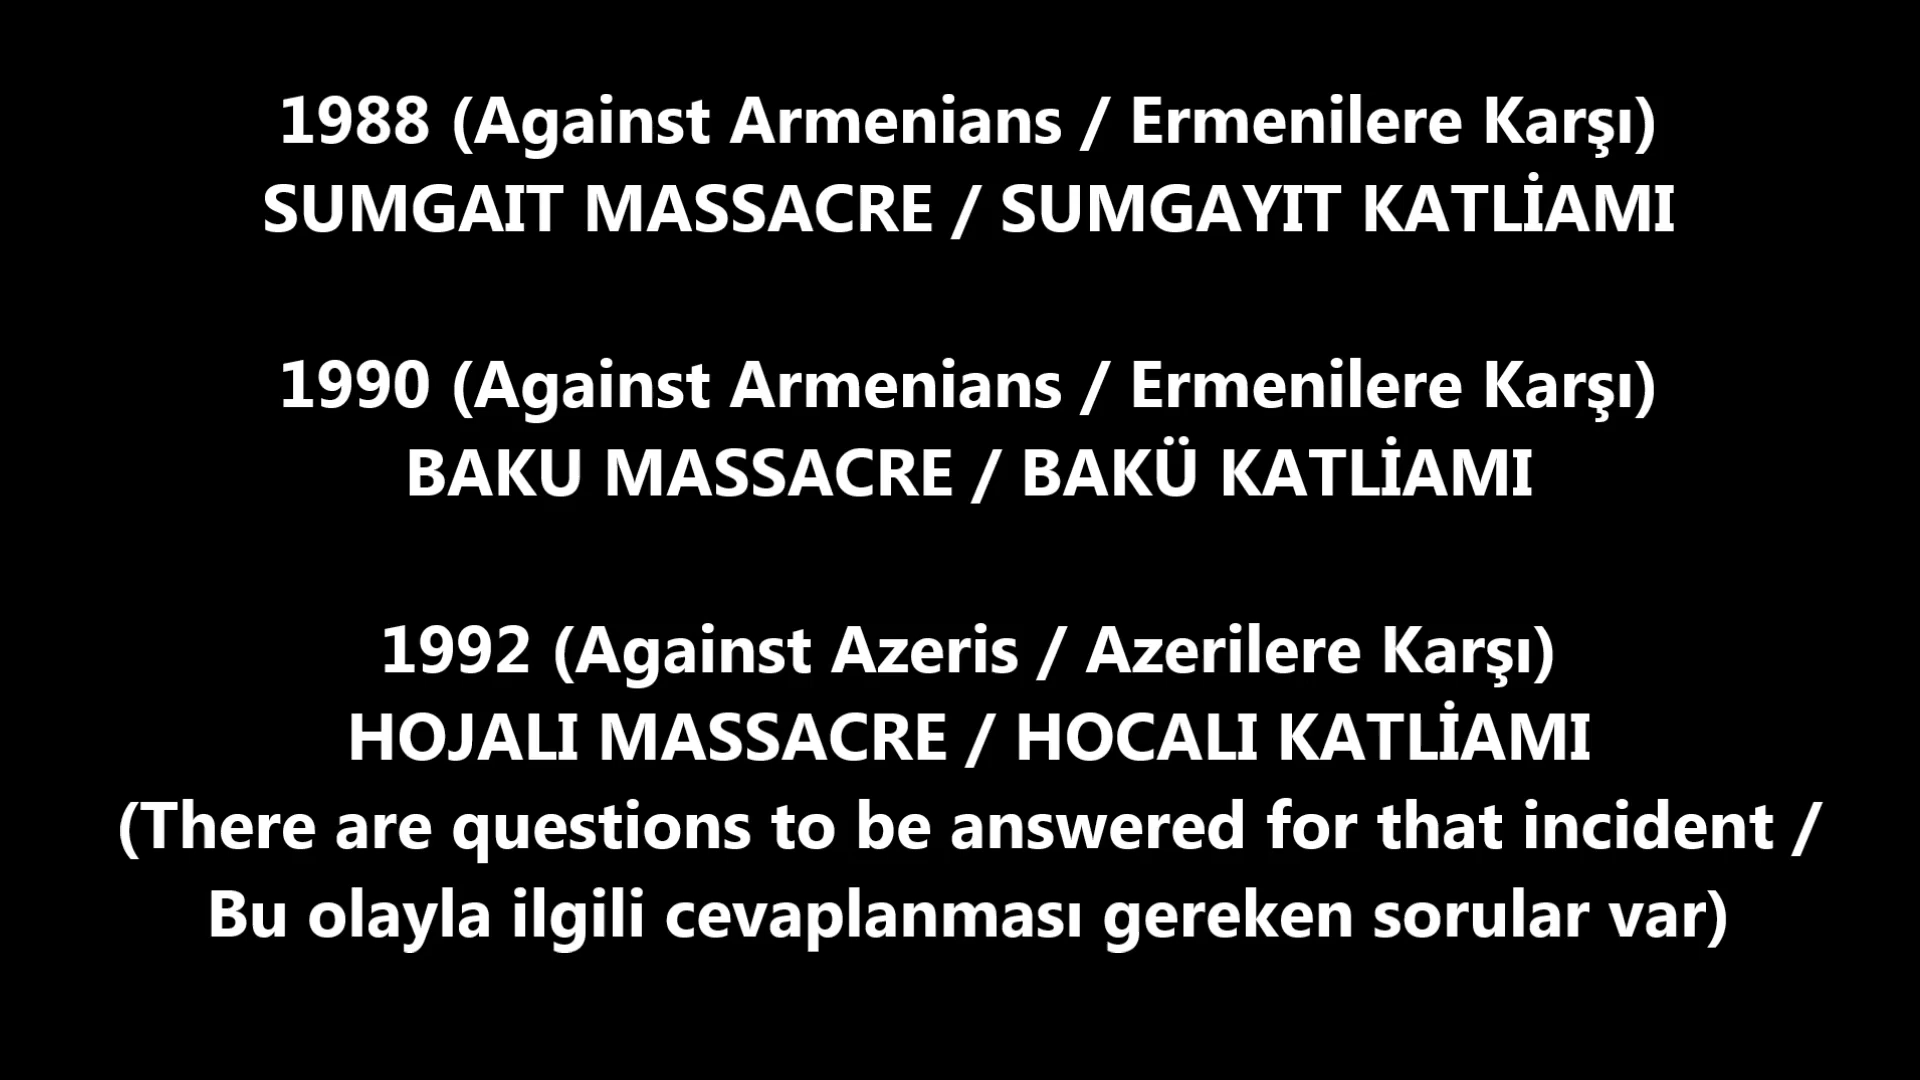 1988 (Against Armenians / Ermenilere Karşı)
SUMGAIT MASSACRE / SUMGAYIT KATLİAMI
1990 (Against Armenians / Ermenilere Karşı)
BAKU MASSACRE / BAKÜ KATLİAMI
1992 (Against Azeris / Azerilere Karşı)
HOJALI MASSACRE / HOCALI KATLİAMI
(There are questions to be answered for that incident /
Bu olayla ilgili cevaplanması gereken sorular var)